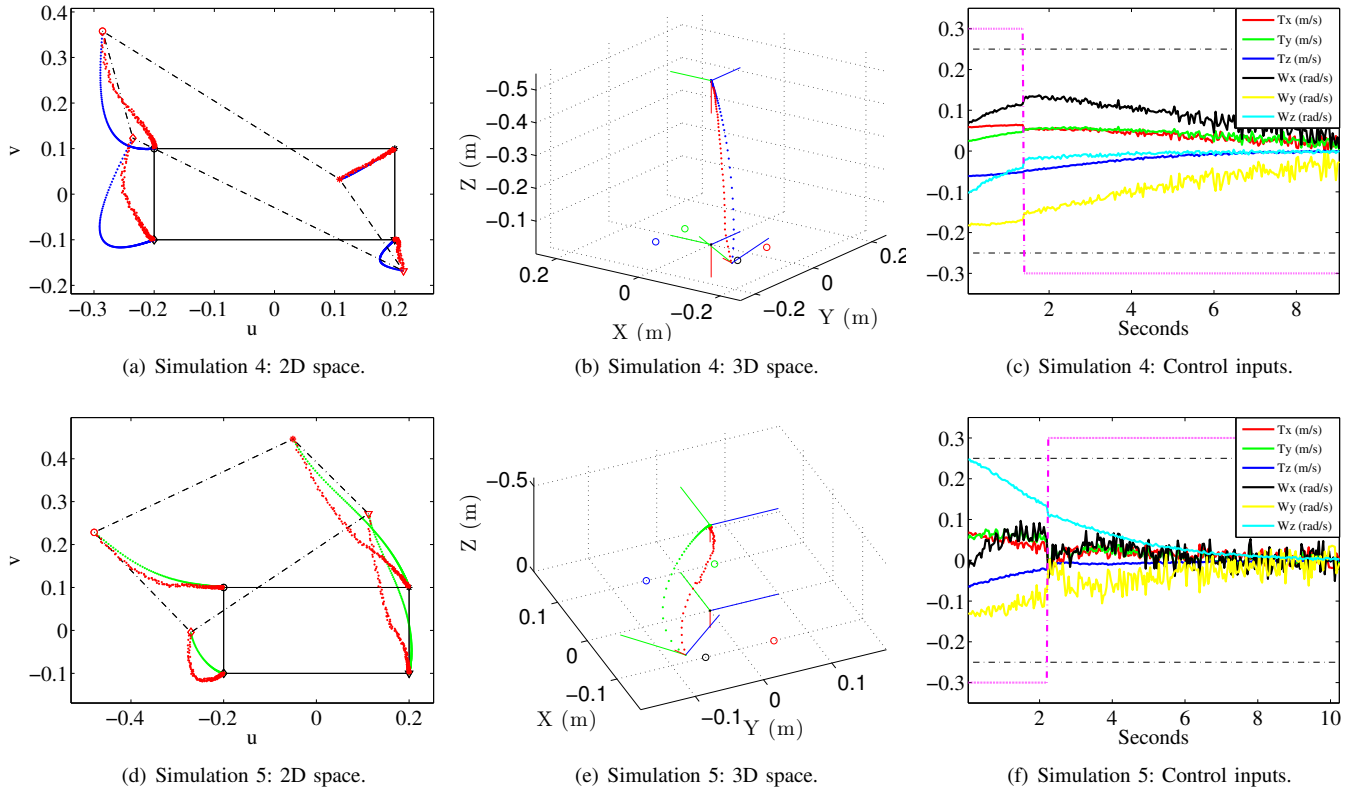 0.4
0.3
0.2
0.1
0
−0.1
−0.2
v
−0.3 −0.2 −0.1 0 0.1 0.2
u
(a) Simulation 4: 2D space.
−0.5
−0.4
−0.3
−0.2
−0.1
Z (m)
0.2 0 −0.2
X (m)
−0.2 0 0.2
Y (m)
(b) Simulation 4: 3D space.
0.3
0.2
0.1
0
−0.1
−0.2
−0.3
2 4 6 8
Seconds
Tx (m/s)
Ty (m/s)
Tz (m/s)
Wx (rad/s)
Wy (rad/s)
Wz (rad/s)
(c) Simulation 4: Control inputs.
0.4
0.3
0.2
0.1
0
−0.1
v
−0.4 −0.2 0 0.2
u
(d) Simulation 5: 2D space.
−0.5
0
Z (m)
0.1
0
−0.1
X (m)
−0.1 0 0.1
Y (m)
(e) Simulation 5: 3D space.
0.3
0.2
0.1
0
−0.1
−0.2
−0.3
2 4 6 8 10
Seconds
Tx (m/s)
Ty (m/s)
Tz (m/s)
Wx (rad/s)
Wy (rad/s)
Wz (rad/s)
(f) Simulation 5: Control inputs.